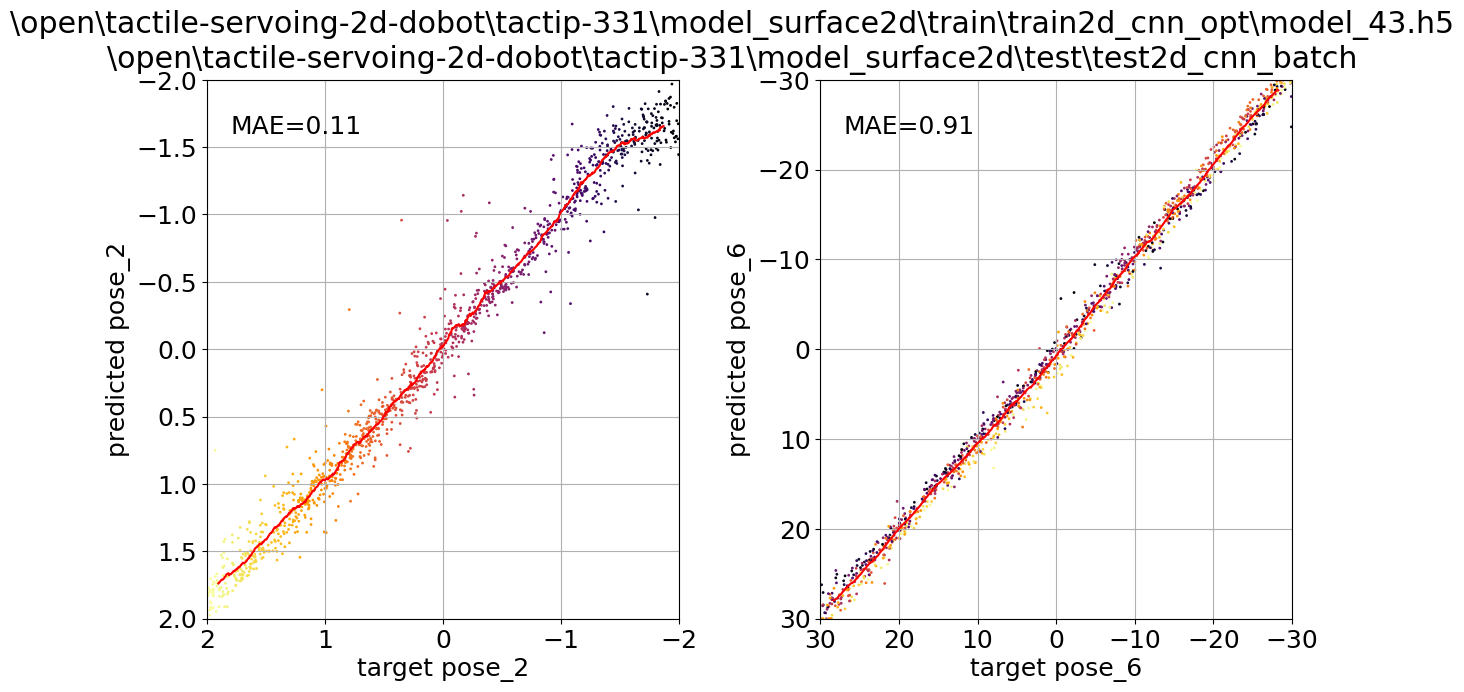 \open\tactile-servoing-2d-dobot\tactip-331\model_surface2d\train\train2d_cnn_opt\model_43.h5
\open\tactile-servoing-2d-dobot\tactip-331\model_surface2d\test\test2d_cnn_batch
MAE=0.11
predicted pose_2
−2.0
−1.5
−1.0
−0.5
0.0
0.5
1.0
1.5
2.0
2 1 0 −1 −2
target pose_2
MAE=0.91
predicted pose_6
−30
−20
−10
0
10
20
30
30 20 10 0 −10 −20 −30
target pose_6